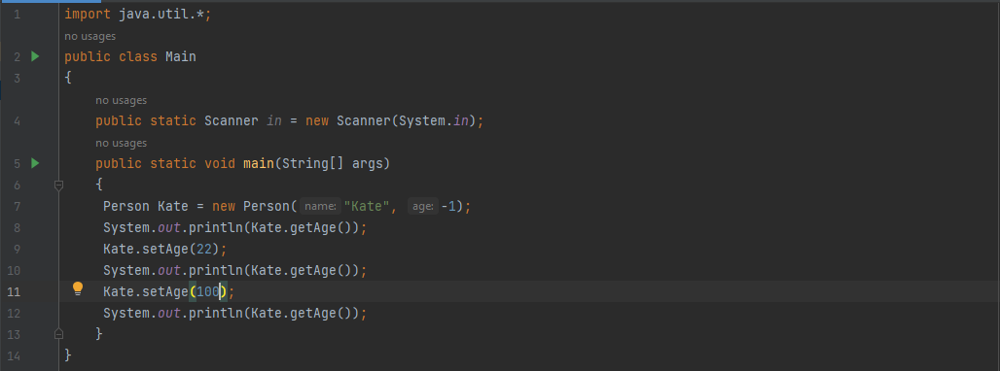 1 import java.util.*;
no usages
2 public class Main
3 {
no usages
4 public static Scanner in = new Scanner(System.in);
no usages
5 public static void main(String[] args)
6 {
7 Person Kate = new Person( name: "Kate", age: -1);
8 System.out.println(Kate.getAge());
9 Kate.setAge(22);
10 System.out.println(Kate.getAge());
11 Kate.setAge(100);
12 System.out.println(Kate.getAge());
13 }
14 }